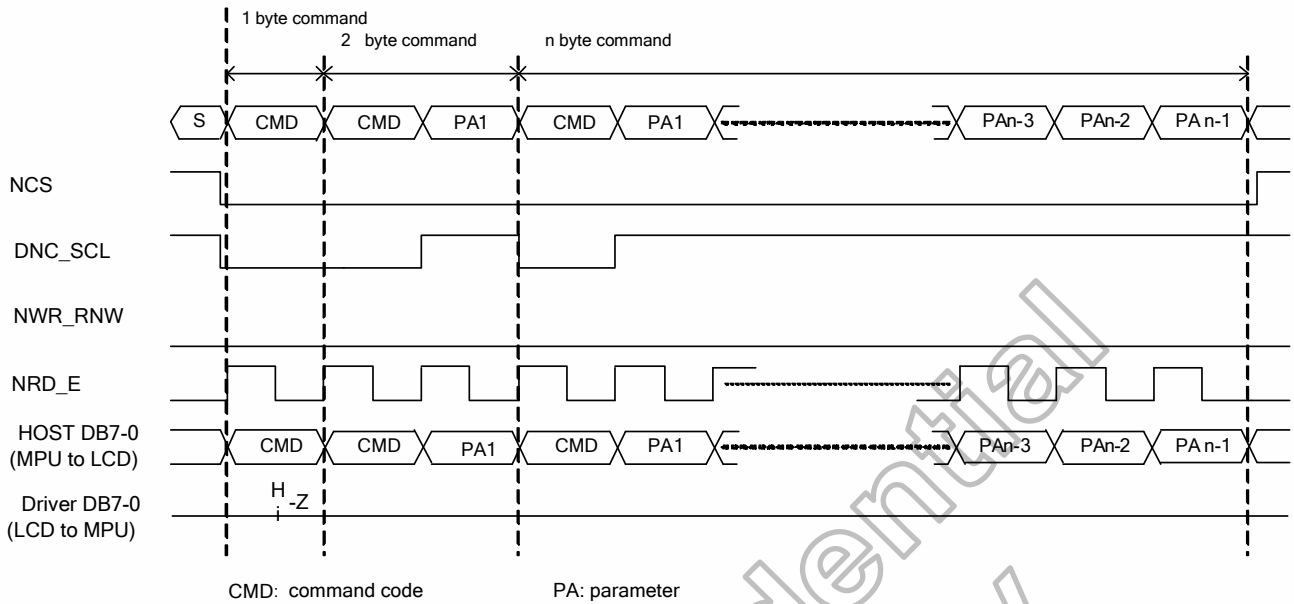 1 byte command
2 byte command
n byte command
S CMD CMD PA1 CMD PA1 PAn-3 PAn-2 PA n-1
NCS
DNC_SCL
NWR_RNW
NRD_E
HOST DB7-0
(MPU to LCD)
CMD CMD PA1 CMD PA1 PAn-3 PAn-2 PA n-1
Driver DB7-0
(LCD to MPU)
Hi-Z
CMD: command code PA: parameter
dential